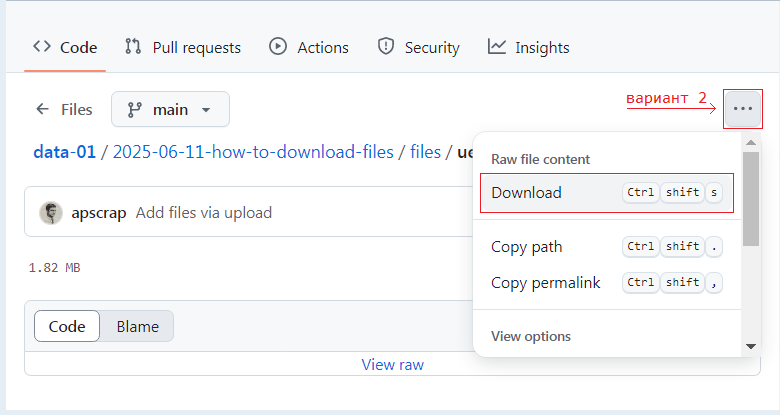 Code Pull requests Actions Security Insights
Files main вариант 2 ...
data-01 / 2025-06-11-how-to-download-files / files /
Raw file content
Download Ctrl shift s
apscrap Add files via upload
Copy path Ctrl shift .
1.82 MB
Copy permalink Ctrl shift ,
Code Blame
View options
View raw